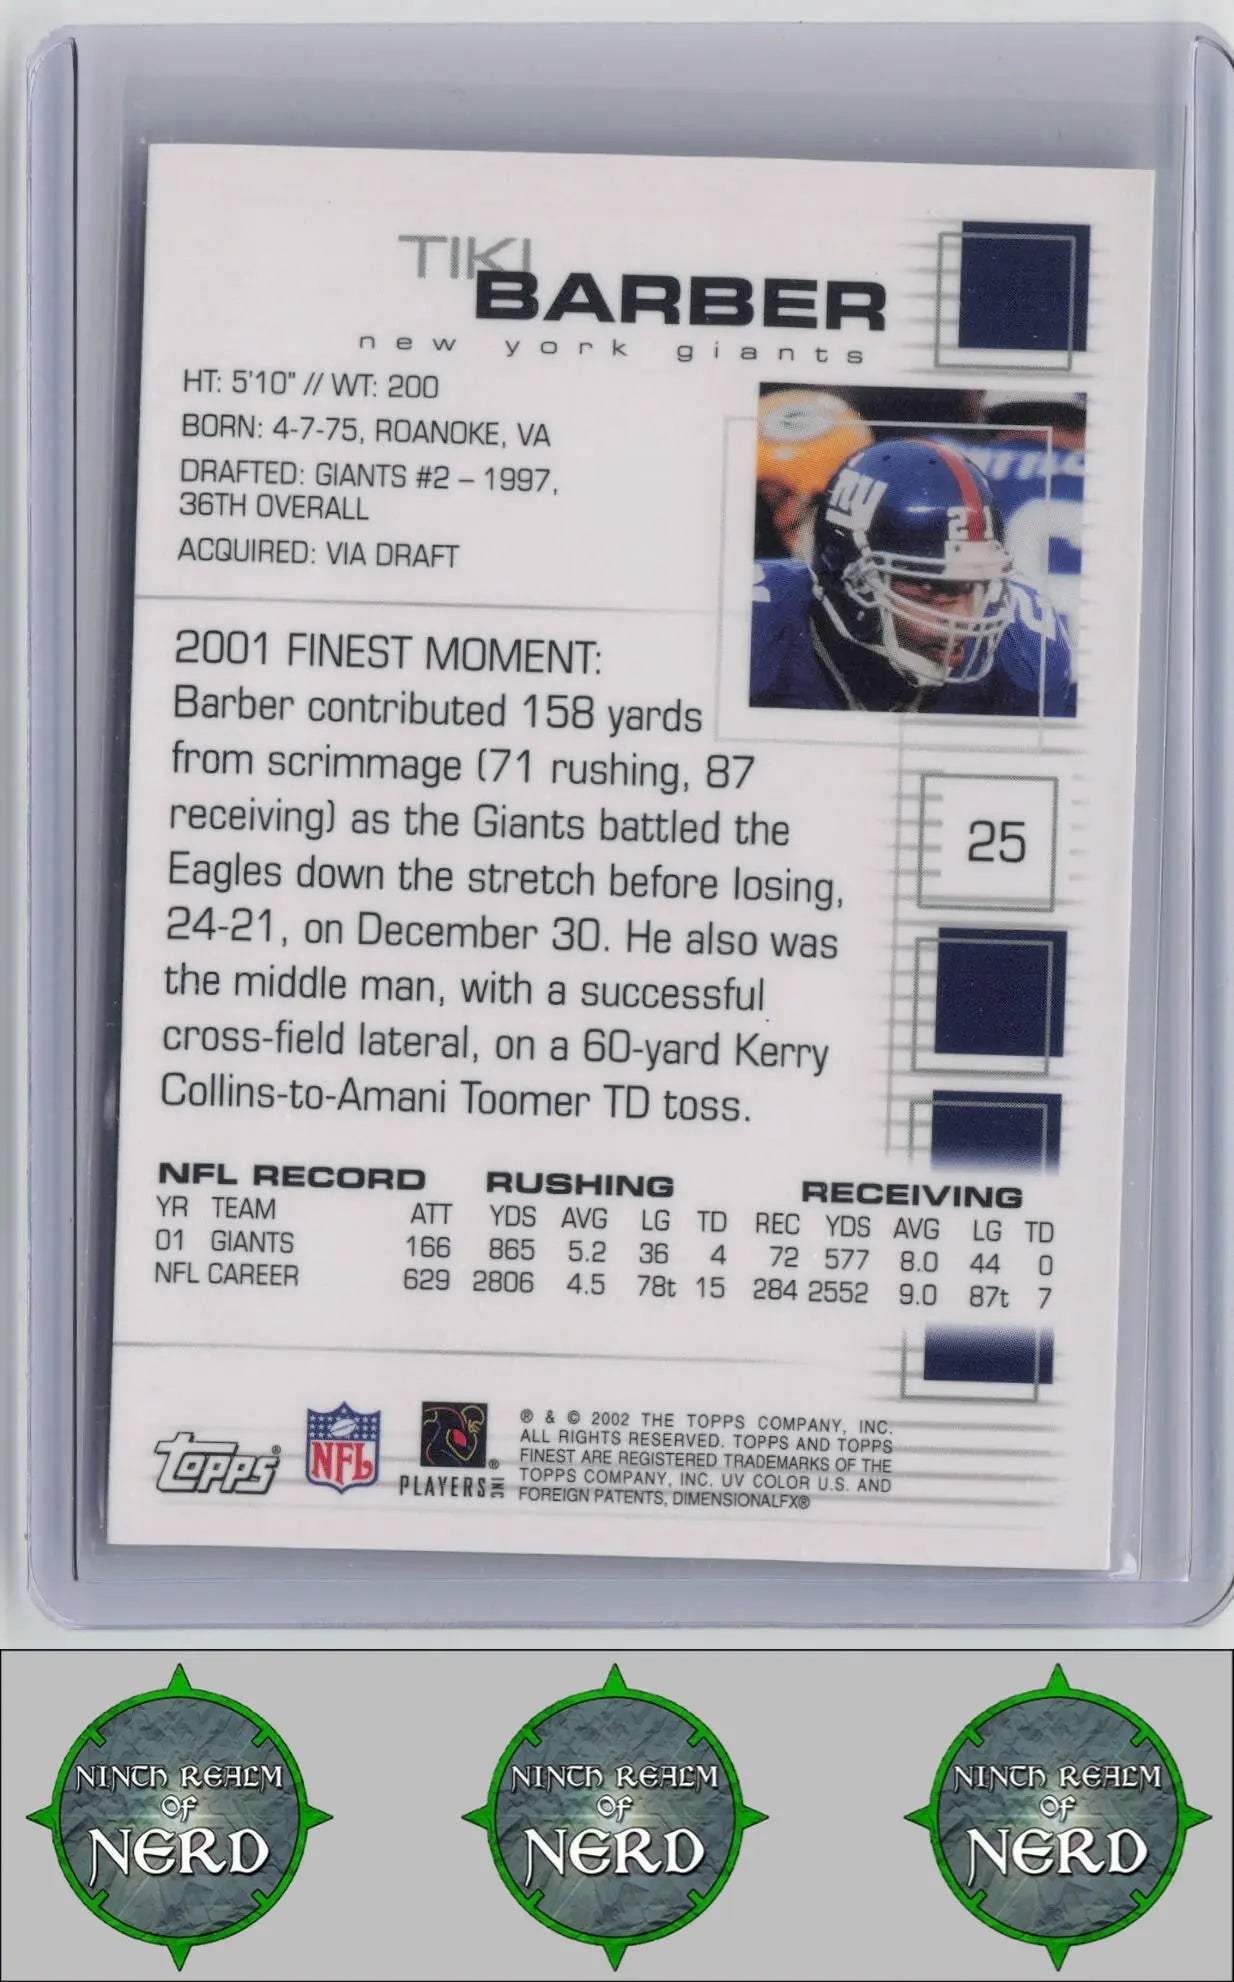 TIKI
BARBER
new york giants
HT: 5'10" // WT: 200
BORN: 4-7-75, ROANOKE, VA
DRAFTED: GIANTS #2 – 1997,
36TH OVERALL
ACQUIRED: VIA DRAFT
NY
21
2001 FINEST MOMENT:
Barber contributed 158 yards
from scrimmage (71 rushing, 87
receiving) as the Giants battled the
Eagles down the stretch before losing,
24-21, on December 30. He also was
the middle man, with a successful
cross-field lateral, on a 60-yard Kerry
Collins-to-Amani Toomer TD toss.
25
NFL RECORD RUSHING RECEIVING
YR TEAM ATT YDS AVG LG TD REC YDS AVG LG TD
01 GIANTS 166 865 5.2 36 4 72 577 8.0 44 0
NFL CAREER 629 2806 4.5 78t 15 284 2552 9.0 87t 7
Topps®
NFL
PLAYERS INC ®
® & © 2002 THE TOPPS COMPANY, INC.
ALL RIGHTS RESERVED. TOPPS AND TOPPS
FINEST ARE REGISTERED TRADEMARKS OF THE
TOPPS COMPANY, INC. UV COLOR U.S. AND
FOREIGN PATENTS, DIMENSIONALFX®
NINTH REALM
OF
NERD
NINTH REALM
OF
NERD
NINTH REALM
OF
NERD